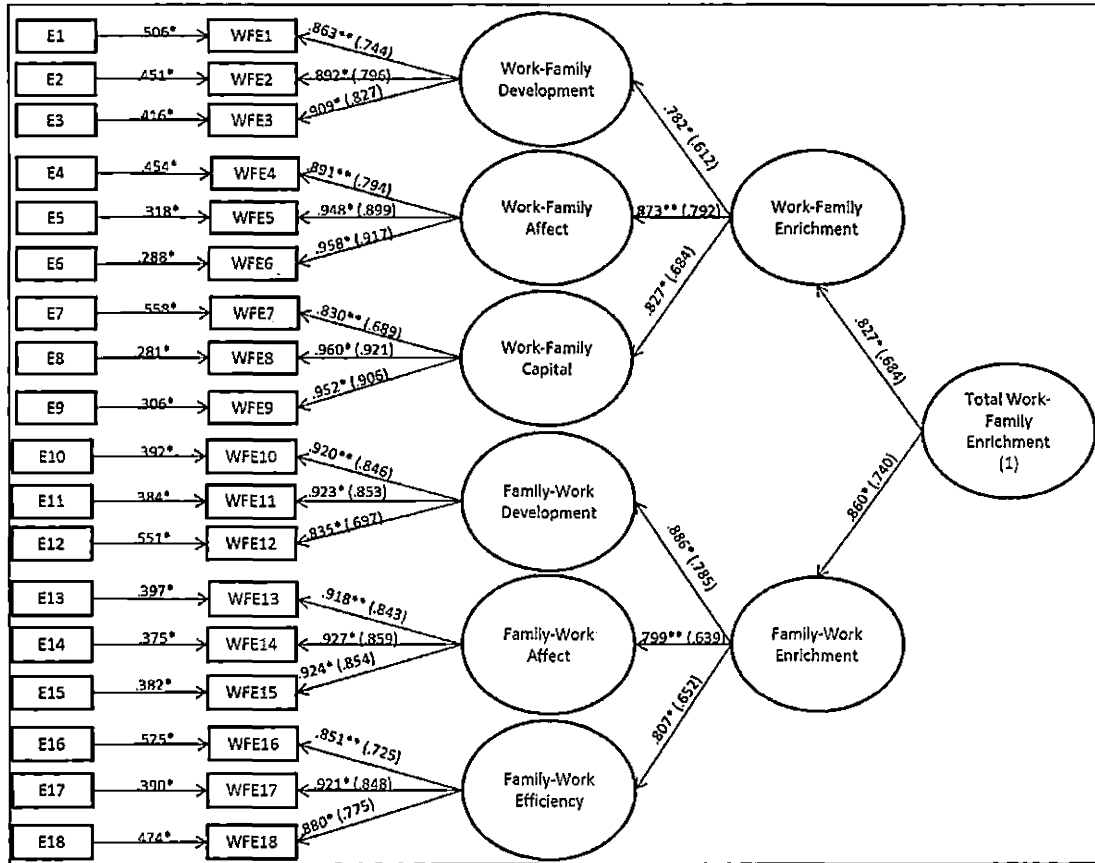 E1 .506* WFE1 .863** (.744)
E2 .451* WFE2 .892* (.796)
E3 .416* WFE3 .909* (.827)
Work-Family
Development
.782* (.612)
E4 .454* WFE4 .891** (.794)
E5 .318* WFE5 .948* (.899)
E6 .288* WFE6 .958* (.917)
Work-Family
Affect
.873** (.792)
Work-Family
Enrichment
E7 .558* WFE7 .830** (.689)
E8 .281* WFE8 .960* (.921)
E9 .306* WFE9 .952* (.906)
Work-Family
Capital
.827* (.684)
.827* (.684)
Total Work-
Family
Enrichment
(1)
.860* (.740)
E10 .392* WFE10 .920** (.846)
E11 .384* WFE11 .923* (.853)
E12 .551* WFE12 .835* (.697)
Family-Work
Development
.886* (.785)
E13 .397* WFE13 .918** (.843)
E14 .375* WFE14 .927* (.859)
E15 .382* WFE15 .924* (.854)
Family-Work
Affect
.799** (.639)
Family-Work
Enrichment
E16 .525* WFE16 .851** (.725)
E17 .390* WFE17 .921* (.848)
E18 .474* WFE18 .880* (.775)
Family-Work
Efficiency
.807* (.652)